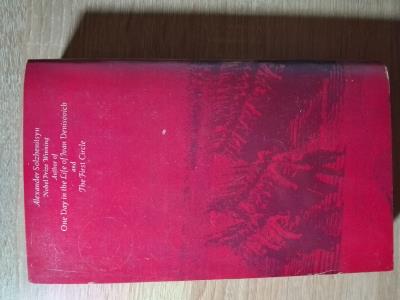 Alexander Solzhenitsyn
Nobel Prize Winning
Author of
One Day in the Life of Ivan Denisovich
and
The First Circle